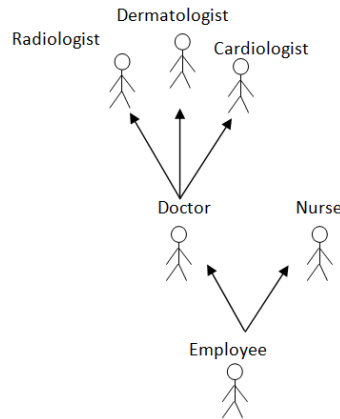 Dermatologist
Radiologist
Cardiologist
Doctor
Nurse
Employee